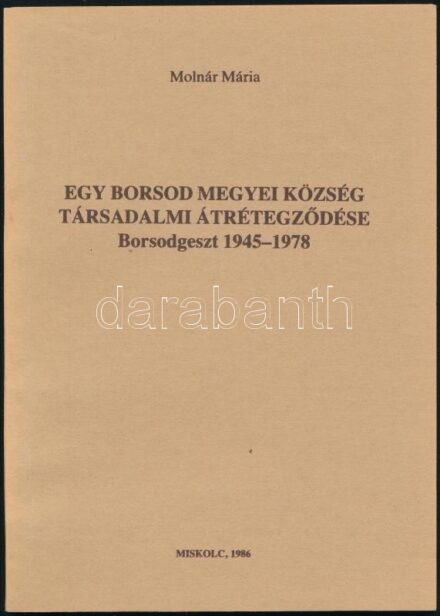 Molnár Mária
EGY BORSOD MEGYEI KÖZSÉG
TÁRSADALMI ÁTRÉTEGZŐDÉSE
Borsodgeszt 1945–1978
darabanth
MISKOLC, 1986